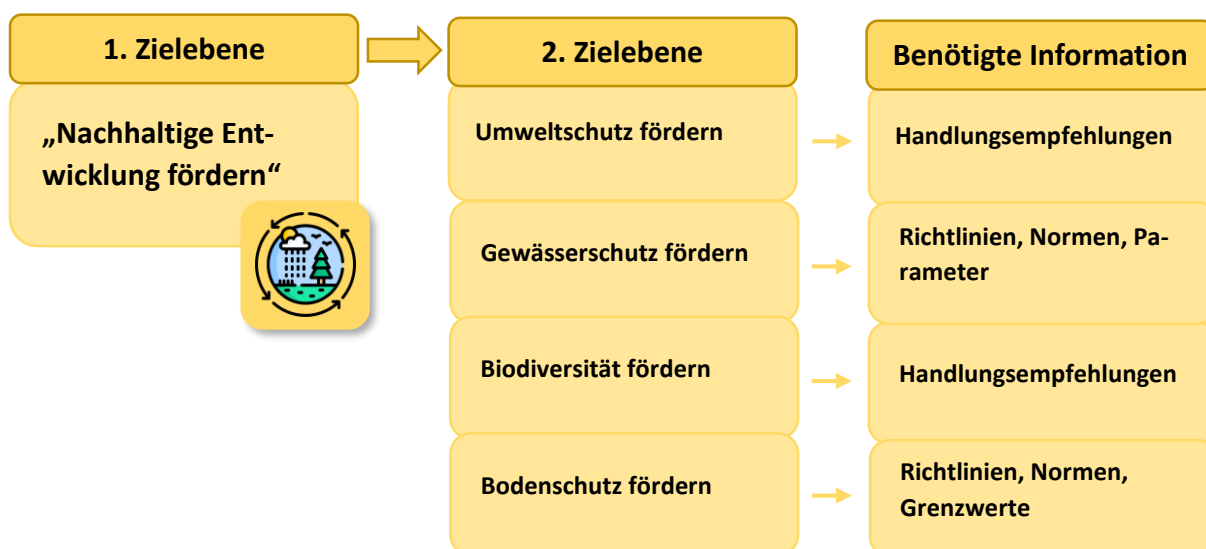 1. Zielebene
2. Zielebene
Benötigte Information
„Nachhaltige Ent-
wicklung fördern“
Umweltschutz fördern
Handlungsempfehlungen
Gewässerschutz fördern
Richtlinien, Normen, Pa-
rameter
Biodiversität fördern
Handlungsempfehlungen
Bodenschutz fördern
Richtlinien, Normen,
Grenzwerte